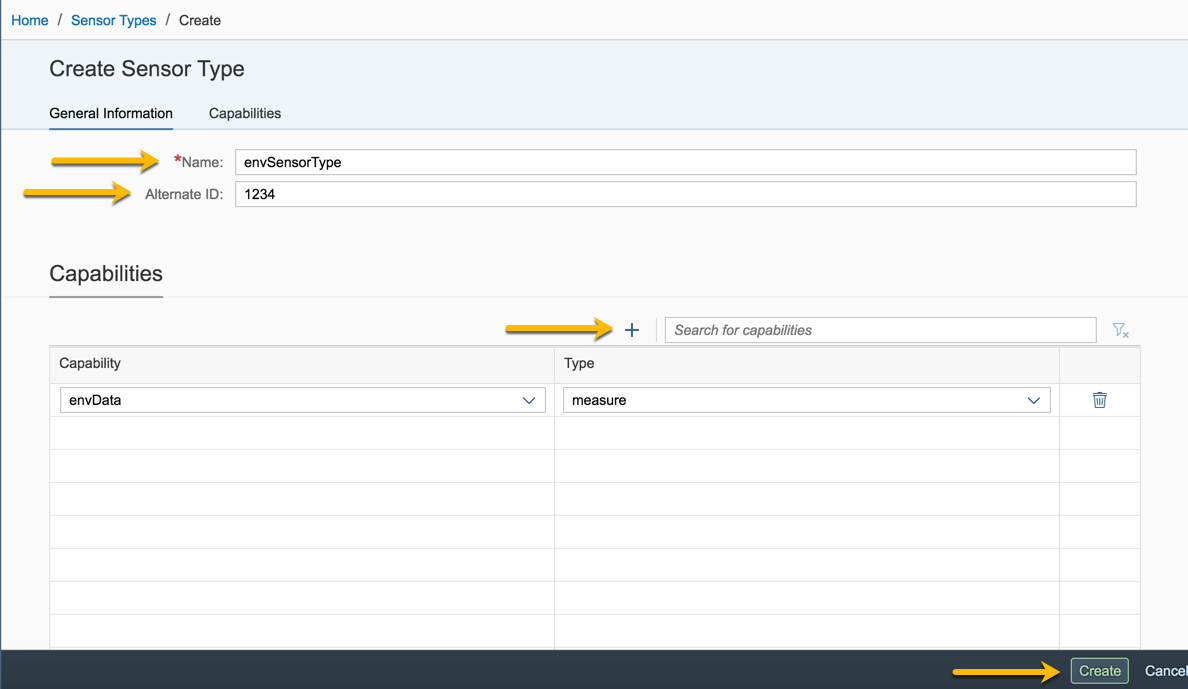 Home / Sensor Types / Create
Create Sensor Type
General Information Capabilities
*Name: envSensorType
Alternate ID: 1234
Capabilities
+ Search for capabilities
Capability Type
envData measure
Create Cancel